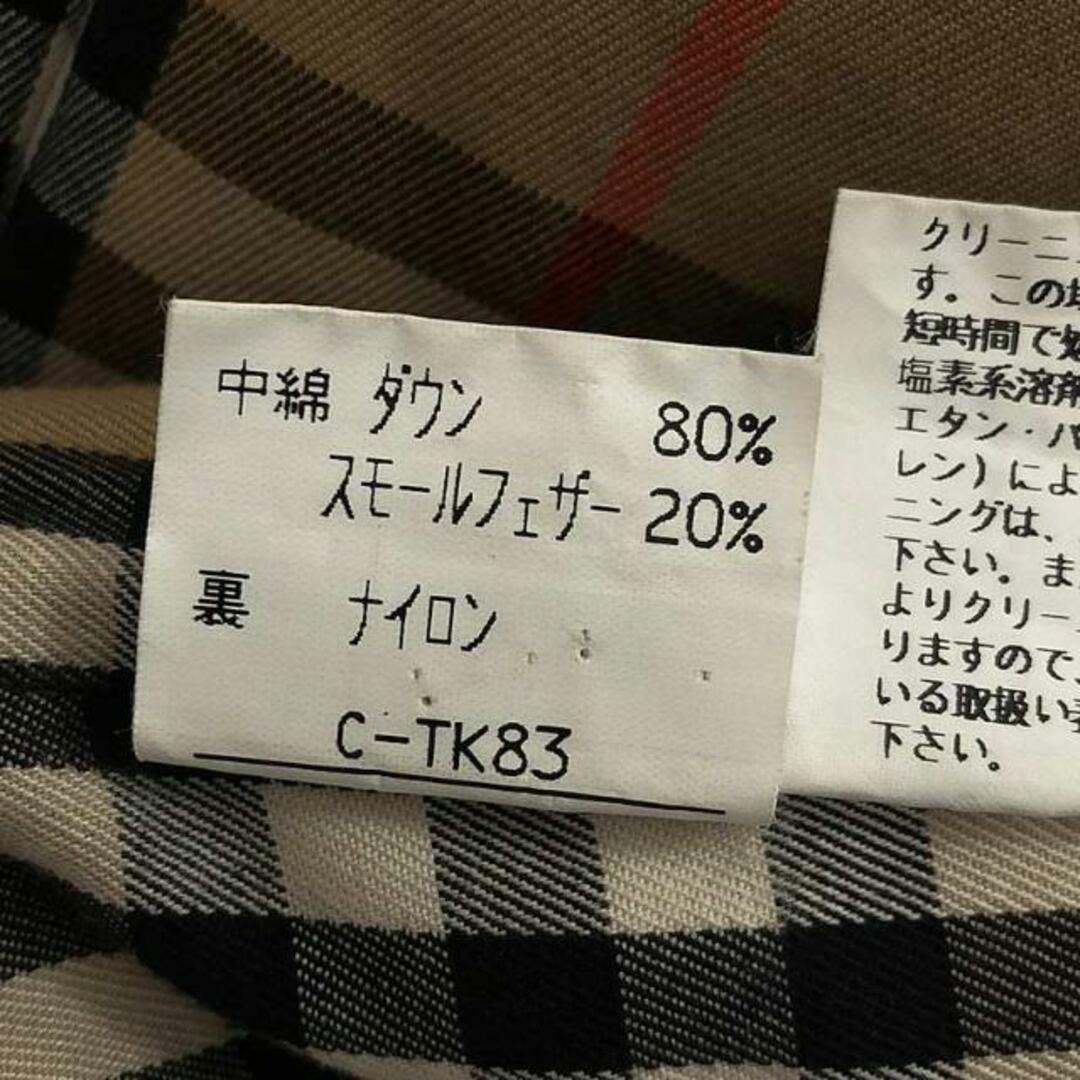 中綿 ダウン 80%
スモールフェザー 20%
裏 ナイロン
C-TK83
クリーニ
す。この
短時間で
塩素系溶剤
エタン・パ
レン)によ
ニングは、
下さい。ま
よりクリー
りますので、
いる取扱い
下さい。